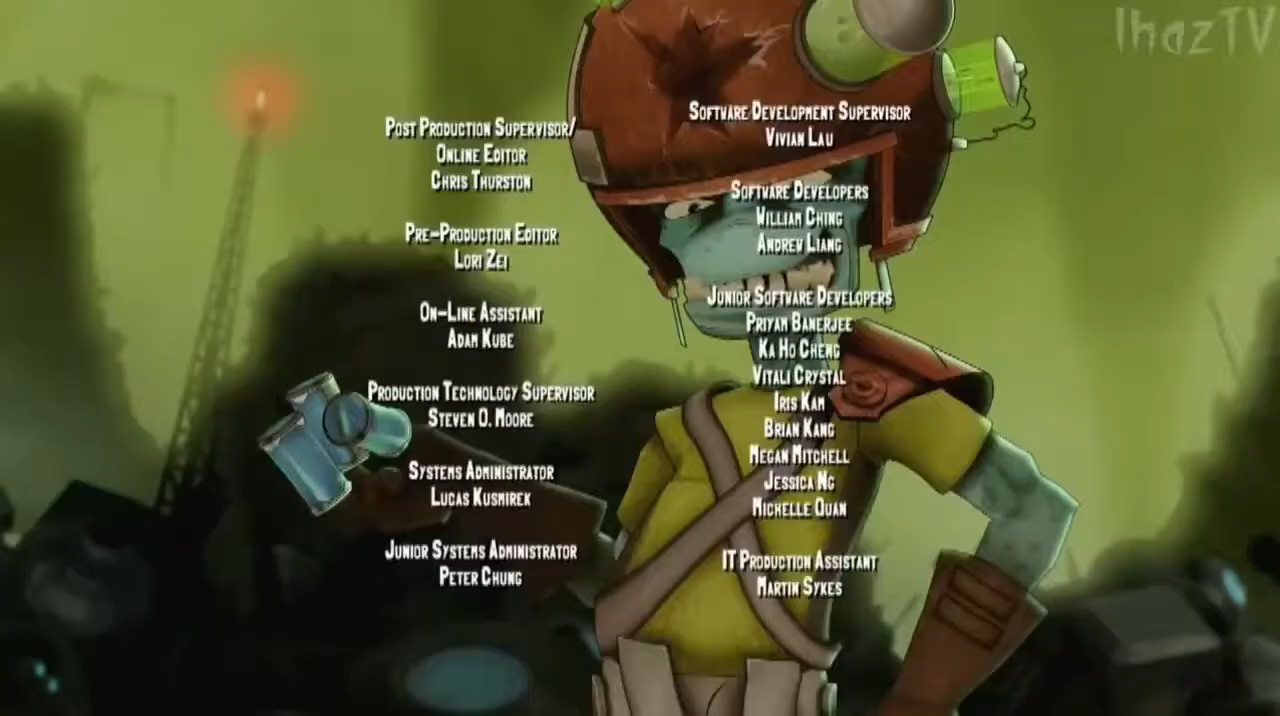 IhazTV
Post Production Supervisor/
Online Editor
Chris Thurston
Pre-Production Editor
Lori Zei
On-Line Assistant
Adam Kube
Production Technology Supervisor
Steven O. Moore
Systems Administrator
Lucas Kusmirek
Junior Systems Administrator
Peter Chung
Software Development Supervisor
Vivian Lau
Software Developers
William Ching
Andrew Liang
Junior Software Developers
Priyam Banerjee
Ka Ho Cheng
Vitali Crystal
Iris Kam
Brian Kang
Megan Mitchell
Jessica Ng
Michelle Quan
IT Production Assistant
Martin Sykes